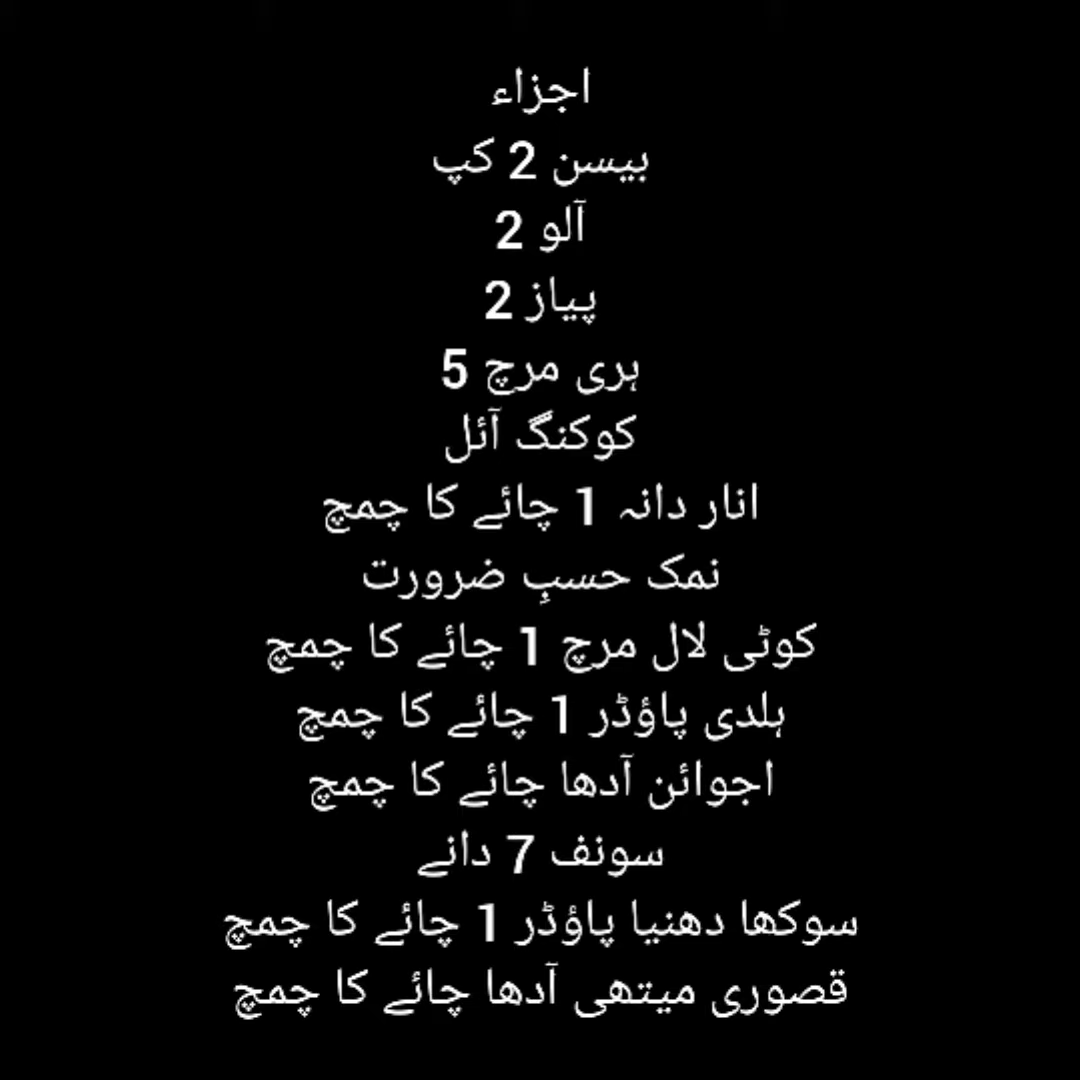 اجزاء
بیسن 2 کپ
آلو 2
پیاز 2
ہری مرچ 5
کوکنگ آئل
انار دانہ 1 چائے کا چمچ
نمک حسبِ ضرورت
کوٹی لال مرچ 1 چائے کا چمچ
ہلدی پاؤڈر 1 چائے کا چمچ
اجوائن آدھا چائے کا چمچ
سونف 7 دانے
سوکھا دھنیا پاؤڈر 1 چائے کا چمچ
قصوری میتھی آدھا چائے کا چمچ